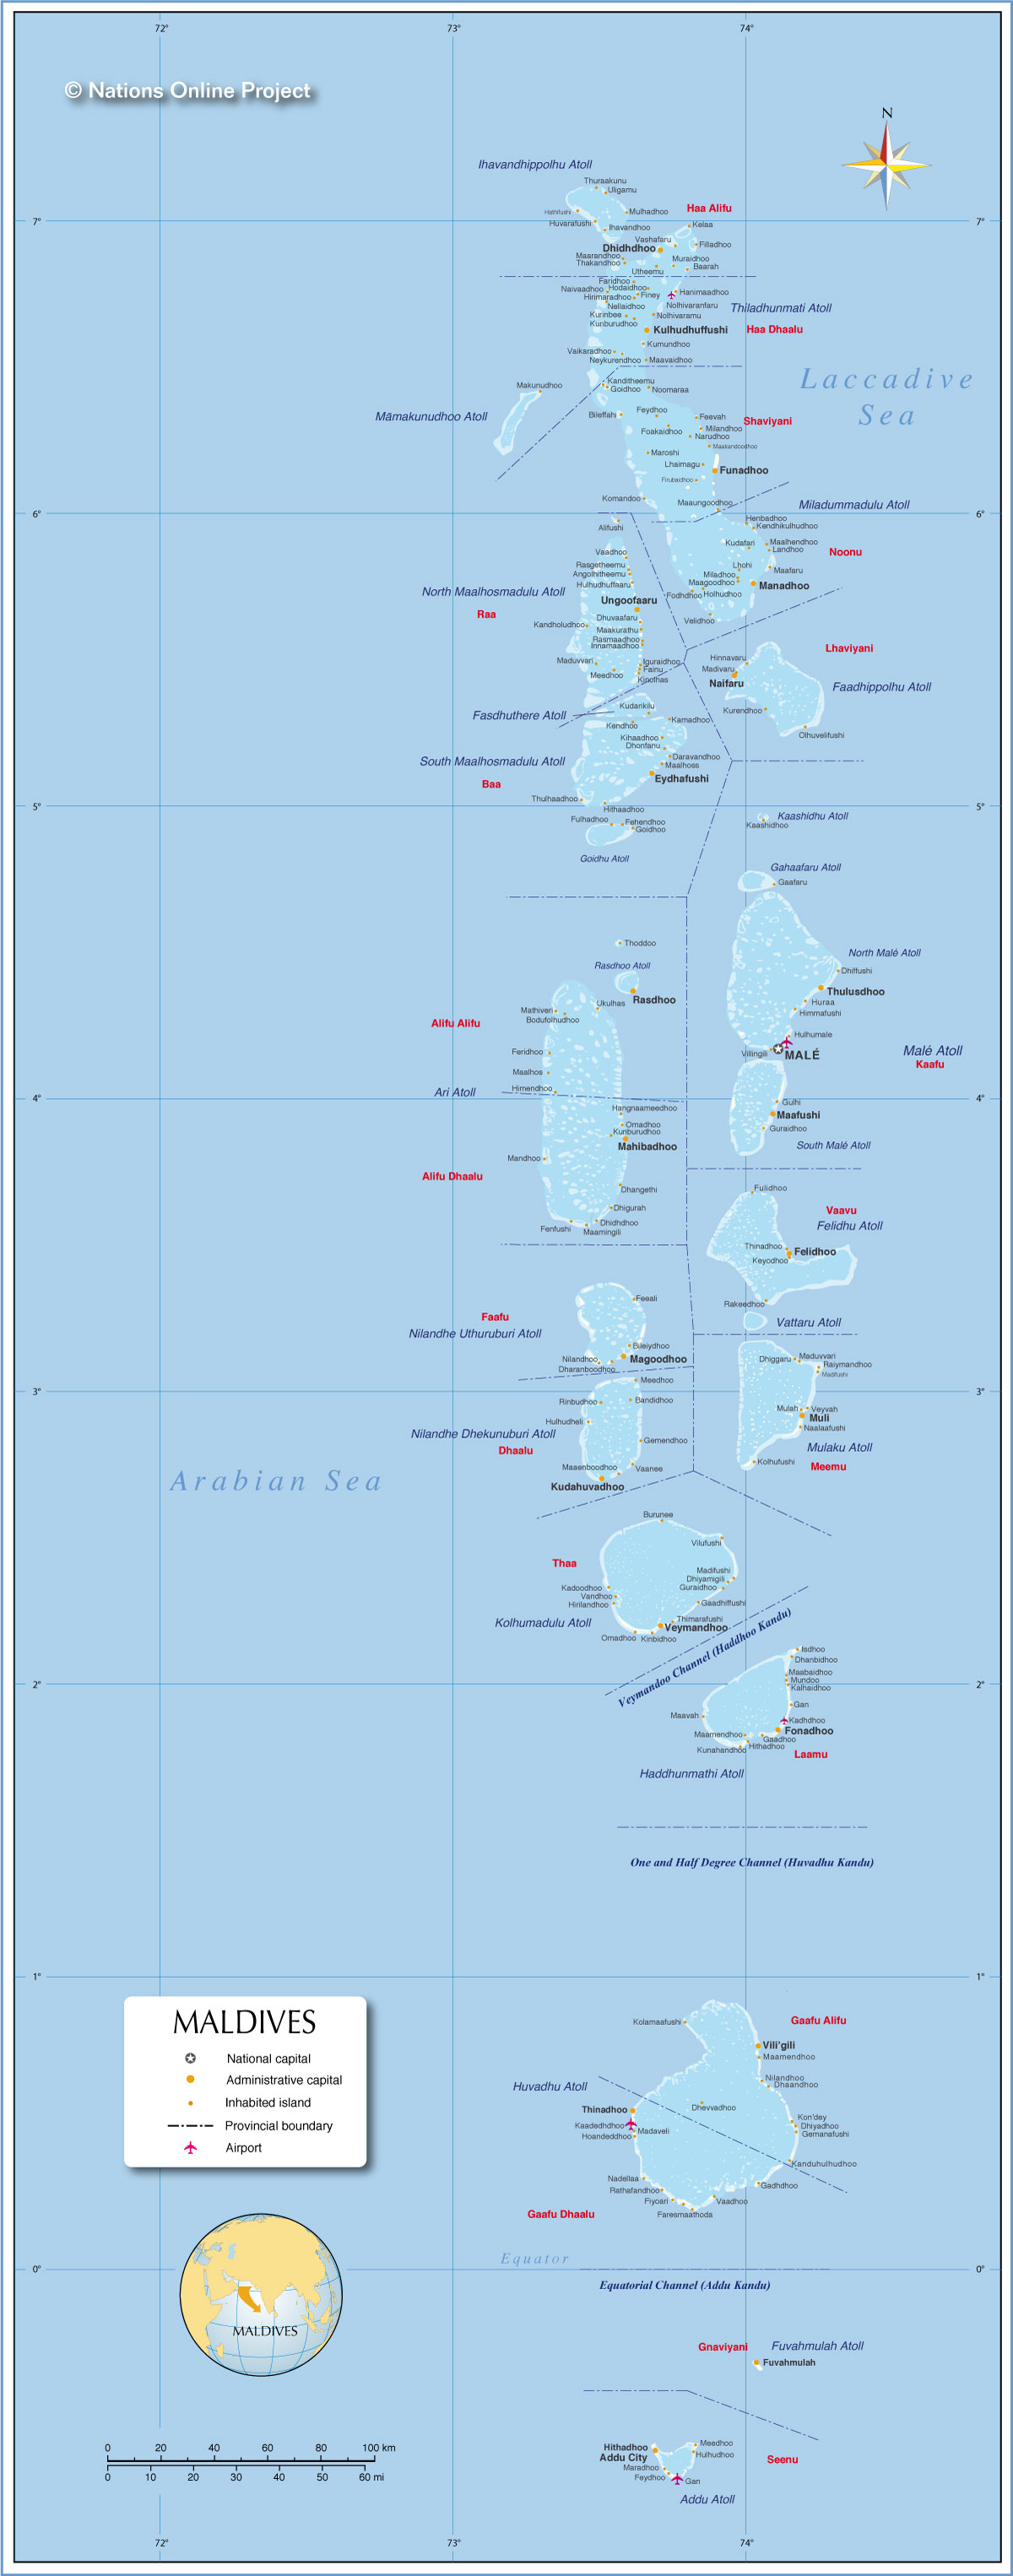 72°
73°
74°
© Nations Online Project
N
Ihavandhippolhu Atoll
Thuraakunu
Uligamu
Hathifushi
Mulhadhoo
Haa Alifu
7°
7°
Huvarafushi
Ihavandhoo
Kelaa
Vashafaru
Filladhoo
Dhidhdhoo
Maarandhoo
Muraidhoo
Thakandhoo
Baarah
Utheemu
Faridhoo
Naivaadhoo
Hodaidhoo
Hanimaadhoo
Hirimaradhoo
Finey
Nellaidhoo
Nolhivaranfaru
Thiladhunmati Atoll
Kurinbee
Nolhivaramu
Kunburudhoo
Kulhudhuffushi
Haa Dhaalu
Kumundhoo
Vaikaradhoo
Neykurendhoo
Maavaidhoo
Laccadive
Sea
Kanditheemu
Makunudhoo
Goidhoo
Noomaraa
Māmakunudhoo Atoll
Bileffahi
Feydhoo
Feevah
Shaviyani
Foakaidhoo
Milandhoo
Narudhoo
Maakandoodhoo
Maroshi
Lhaimagu
Funadhoo
Firubaidhoo
Komandoo
Maaungoodhoo
Miladummadulu Atoll
6°
6°
Alifushi
Henbadhoo
Kendhikulhudhoo
Kudafari
Maalhendhoo
Landhoo
Noonu
Vaadhoo
Rasgetheemu
Angolhitheemu
Lhohi
Maafaru
Miladhoo
Hulhudhuffaaru
Maagoodhoo
Manadhoo
North Maalhosmadulu Atoll
Fodhdhoo
Holhudhoo
Ungoofaaru
Raa
Dhuvaafaru
Velidhoo
Kandholudhoo
Maakurathu
Rasmaadhoo
Innamaadhoo
Lhaviyani
Maduvvari
Iguraidhoo
Hinnavaru
Fainu
Madivaru
Meedhoo
Kinolhas
Naifaru
Faadhippolhu Atoll
Kudarikilu
Kurendhoo
Fasdhuthere Atoll
Kendhoo
Kamadhoo
Olhuvelifushi
Kihaadhoo
Dhonfanu
South Maalhosmadulu Atoll
Daravandhoo
Maalhoss
Eydhafushi
Baa
Thulhaadhoo
5°
5°
Hithaadhoo
Fulhadhoo
Fehendhoo
Goidhoo
Kaashidhu Atoll
Kaashidhoo
Goidhu Atoll
Gahaafaru Atoll
Gaafaru
Thoddoo
North Malé Atoll
Rasdhoo Atoll
Dhiffushi
Thulusdhoo
Rasdhoo
Ukulhas
Huraa
Mathiveri
Himmafushi
Bodufolhudhoo
Alifu Alifu
Hulhumale
Feridhoo
Villingili
MALÉ
Malé Atoll
Kaafu
Maalhos
Himendhoo
Ari Atoll
4°
4°
Gulhi
Hangnaameedhoo
Maafushi
Omadhoo
Kunburudhoo
Guraidhoo
Mahibadhoo
South Malé Atoll
Mandhoo
Alifu Dhaalu
Dhangethi
Fulidhoo
Dhigurah
Vaavu
Fenfushi
Dhidhdhoo
Maamingili
Felidhu Atoll
Thinadhoo
Felidhoo
Keyodhoo
Feeali
Rakeedhoo
Faafu
Vattaru Atoll
Nilandhe Uthuruburi Atoll
Bileiydhoo
Nilandhoo
Magoodhoo
Dhiggaru
Maduvvari
Raiymandhoo
Dharanboodhoo
Madifushi
Meedhoo
3°
3°
Rinbudhoo
Bandidhoo
Mulah
Veyvah
Muli
Hulhudheli
Naalaafushi
Nilandhe Dhekunuburi Atoll
Gemendhoo
Mulaku Atoll
Dhaalu
Kolhufushi
Meemu
Maaenboodhoo
Vaanee
Arabian Sea
Kudahuvadhoo
Burunee
Vilufushi
Thaa
Madifushi
Dhiyamigili
Kadoodhoo
Guraidhoo
Vandhoo
Hirilandhoo
Gaadhiffushi
Kolhumadulu Atoll
Thimarafushi
Veymandhoo
Omadhoo
Kinbidhoo
Veymandoo Channel (Haddhoo Kandu)
Isdhoo
Dhanbidhoo
Maabaidhoo
Mundoo
2°
2°
Kalhaidhoo
Gan
Maavah
Kadhdhoo
Fonadhoo
Maamendhoo
Gaadhoo
Kunahandhoo
Hithadhoo
Laamu
Haddhunmathi Atoll
One and Half Degree Channel (Huvadhu Kandu)
1°
1°
MALDIVES
National capital
Administrative capital
Inhabited island
Provincial boundary
Airport
Kolamaafushi
Gaafu Alifu
Vili'gili
Maamendhoo
Nilandhoo
Dhaandhoo
Huvadhu Atoll
Thinadhoo
Dhevvadhoo
Kon'dey
Kaadedhdhoo
Madaveli
Dhiyadhoo
Hoandeddhoo
Gemanafushi
Kanduhulhudhoo
Nadellaa
Gadhdhoo
Rathafandhoo
Fiyoari
Vaadhoo
Gaafu Dhaalu
Faresmaathoda
Equator
0°
0°
Equatorial Channel (Addu Kandu)
MALDIVES
Gnaviyani
Fuvahmulah Atoll
Fuvahmulah
Hithadhoo
Addu City
Meedhoo
Hulhudhoo
Seenu
Maradhoo
Feydhoo
Gan
Addu Atoll
0 20 40 60 80 100 km
0 10 20 30 40 50 60 mi
72°
73°
74°